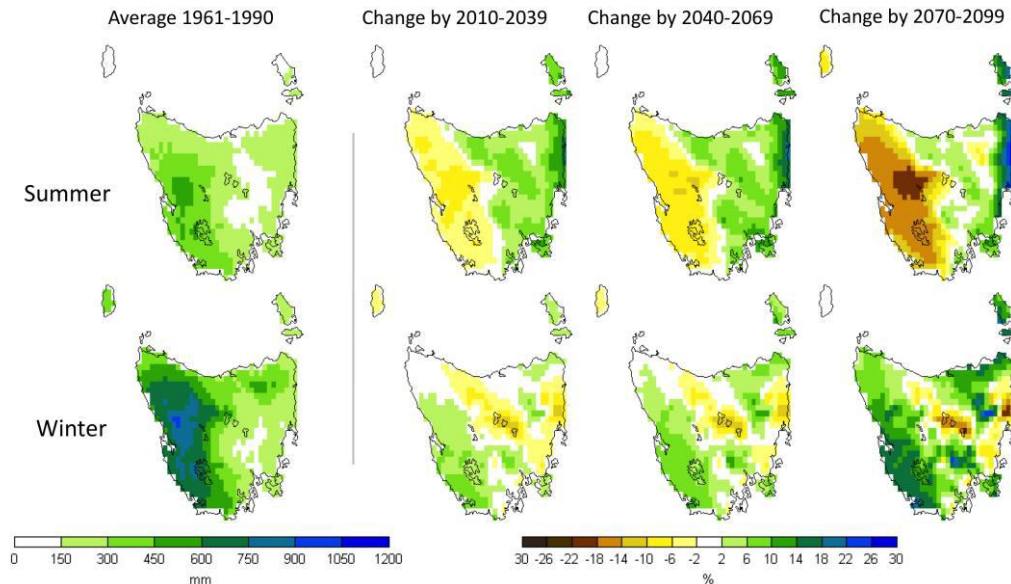 Average 1961-1990
Change by 2010-2039
Change by 2040-2069
Change by 2070-2099
Summer
Winter
0 150 300 450 600 750 900 1050 1200
mm
30 -26 -22 -18 -14 -10 -6 -2 2 6 10 14 18 22 26 30
%